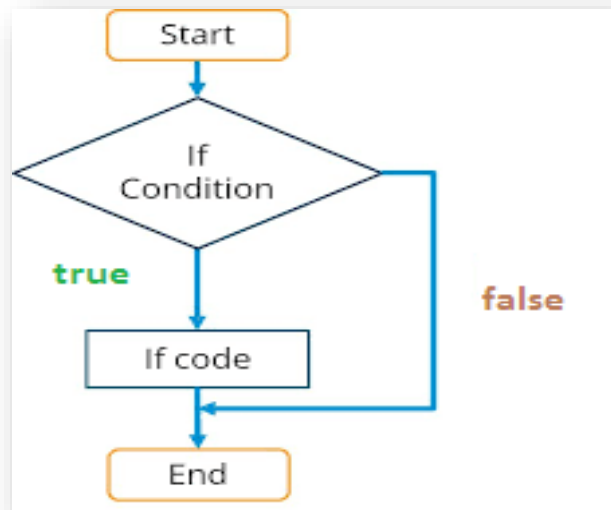 Start
If
Condition
true
false
If code
End